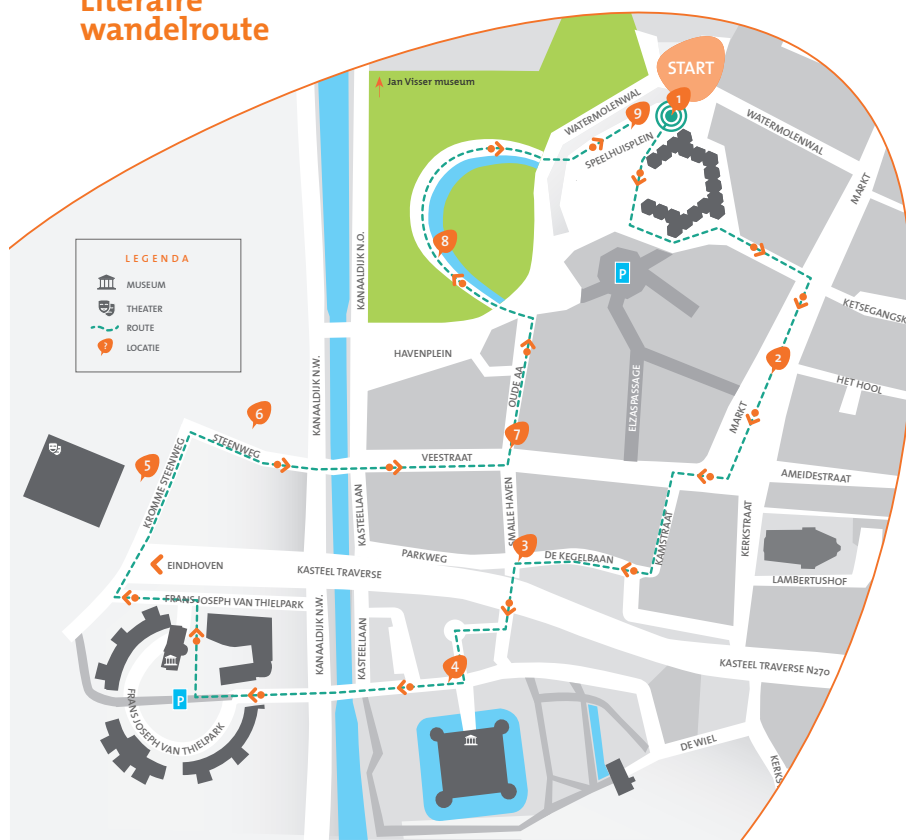 Literaire
wandelroute
START
Jan Visser museum
1
9
WATERMOLENWAL
SPEELHUISPLEIN
WATERMOLENWAL
MARKT
KANAALDIJK N.O.
8
P
LEGENDA
MUSEUM
THEATER
ROUTE
?
LOCATIE
KETSEGANGSK
HAVENPLEIN
2
HET HOOL
KANAALDIJK N.W.
OUDE AA
ELZASPASSAGE
MARKT
6
7
STEENWEG
VEESTRAAT
5
KROMME STEENWEG
AMEIDESTRAAT
KASTEELLAAN
SMALLE HAVEN
KAMSTRAAT
KERKSTRAAT
3
PARKWEG
DE KEGELBAAN
EINDHOVEN
KASTEEL TRAVERSE
LAMBERTUSHOF
FRANS JOSEPH VAN THIELPARK
KANAALDIJK N.W.
KASTEELLAAN
4
KASTEEL TRAVERSE N270
P
FRANS JOSEPH VAN THIELPARK
DE WIEL
KERKS